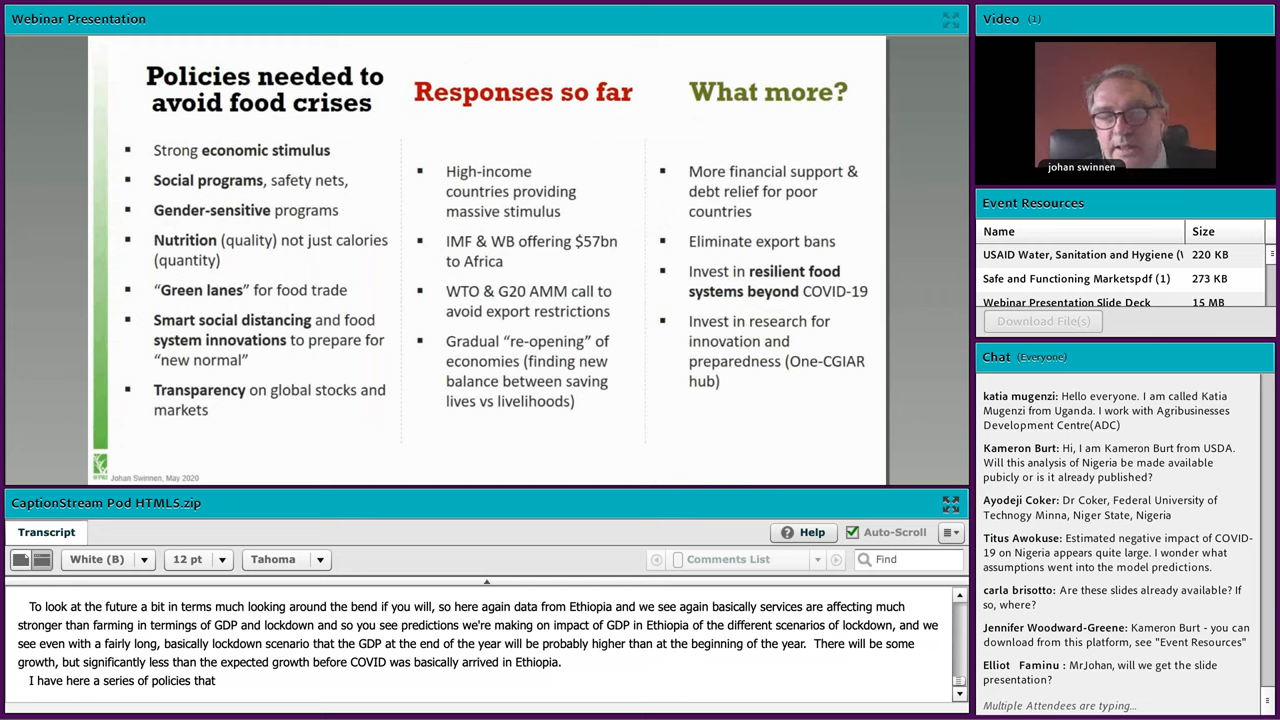 Webinar Presentation
Policies needed to
avoid food crises
Strong economic stimulus
Social programs, safety nets,
Gender-sensitive programs
Nutrition (quality) not just calories
(quantity)
“Green lanes” for food trade
Smart social distancing and food
system innovations to prepare for
“new normal”
Transparency on global stocks and
markets
Responses so far
High-income
countries providing
massive stimulus
IMF & WB offering $57bn
to Africa
WTO & G20 AMM call to
avoid export restrictions
Gradual “re-opening” of
economies (finding new
balance between saving
lives vs livelihoods)
What more?
More financial support &
debt relief for poor
countries
Eliminate export bans
Invest in resilient food
systems beyond COVID-19
Invest in research for
innovation and
preparedness (One-CGIAR
hub)
Johan Swinnen, May 2020
CaptionStream Pod HTML5.zip
Transcript
Help
Auto-Scroll
White (B)
12 pt
Tahoma
Comments List
Find
To look at the future a bit in terms much looking around the bend if you will, so here again data from Ethiopia and we see again basically services are affecting much
stronger than farming in termings of GDP and lockdown and so you see predictions we're making on impact of GDP in Ethiopia of the different scenarios of lockdown, and we
see even with a fairly long, basically lockdown scenario that the GDP at the end of the year will be probably higher than at the beginning of the year.  There will be some
growth, but significantly less than the expected growth before COVID was basically arrived in Ethiopia.
I have here a series of policies that
Video (1)
johan swinnen
Event Resources
Name Size
USAID Water, Sanitation and Hygiene ( 220 KB
Safe and Functioning Marketspdf (1) 273 KB
Webinar Presentation Slide Deck 15 MB
Download File(s)
Chat (Everyone)
katia mugenzi: Hello everyone. I am called Katia
Mugenzi from Uganda. I work with Agribusinesses
Development Centre(ADC)
Kameron Burt: Hi, I am Kameron Burt from USDA.
Will this analysis of Nigeria be made available
pubicly or is it already published?
Ayodeji Coker: Dr Coker, Federal University of
Technogy Minna, Niger State, Nigeria
Titus Awokuse: Estimated negative impact of COVID-
19 on Nigeria appears quite large. I wonder what
assumptions went into the model predictions.
carla brisotto: Are these slides already available? If
so, where?
Jennifer Woodward-Greene: Kameron Burt - you can
download from this platform, see "Event Resources"
Elliot Faminu : MrJohan, will we get the slide
presentation?
Multiple Attendees are typing...